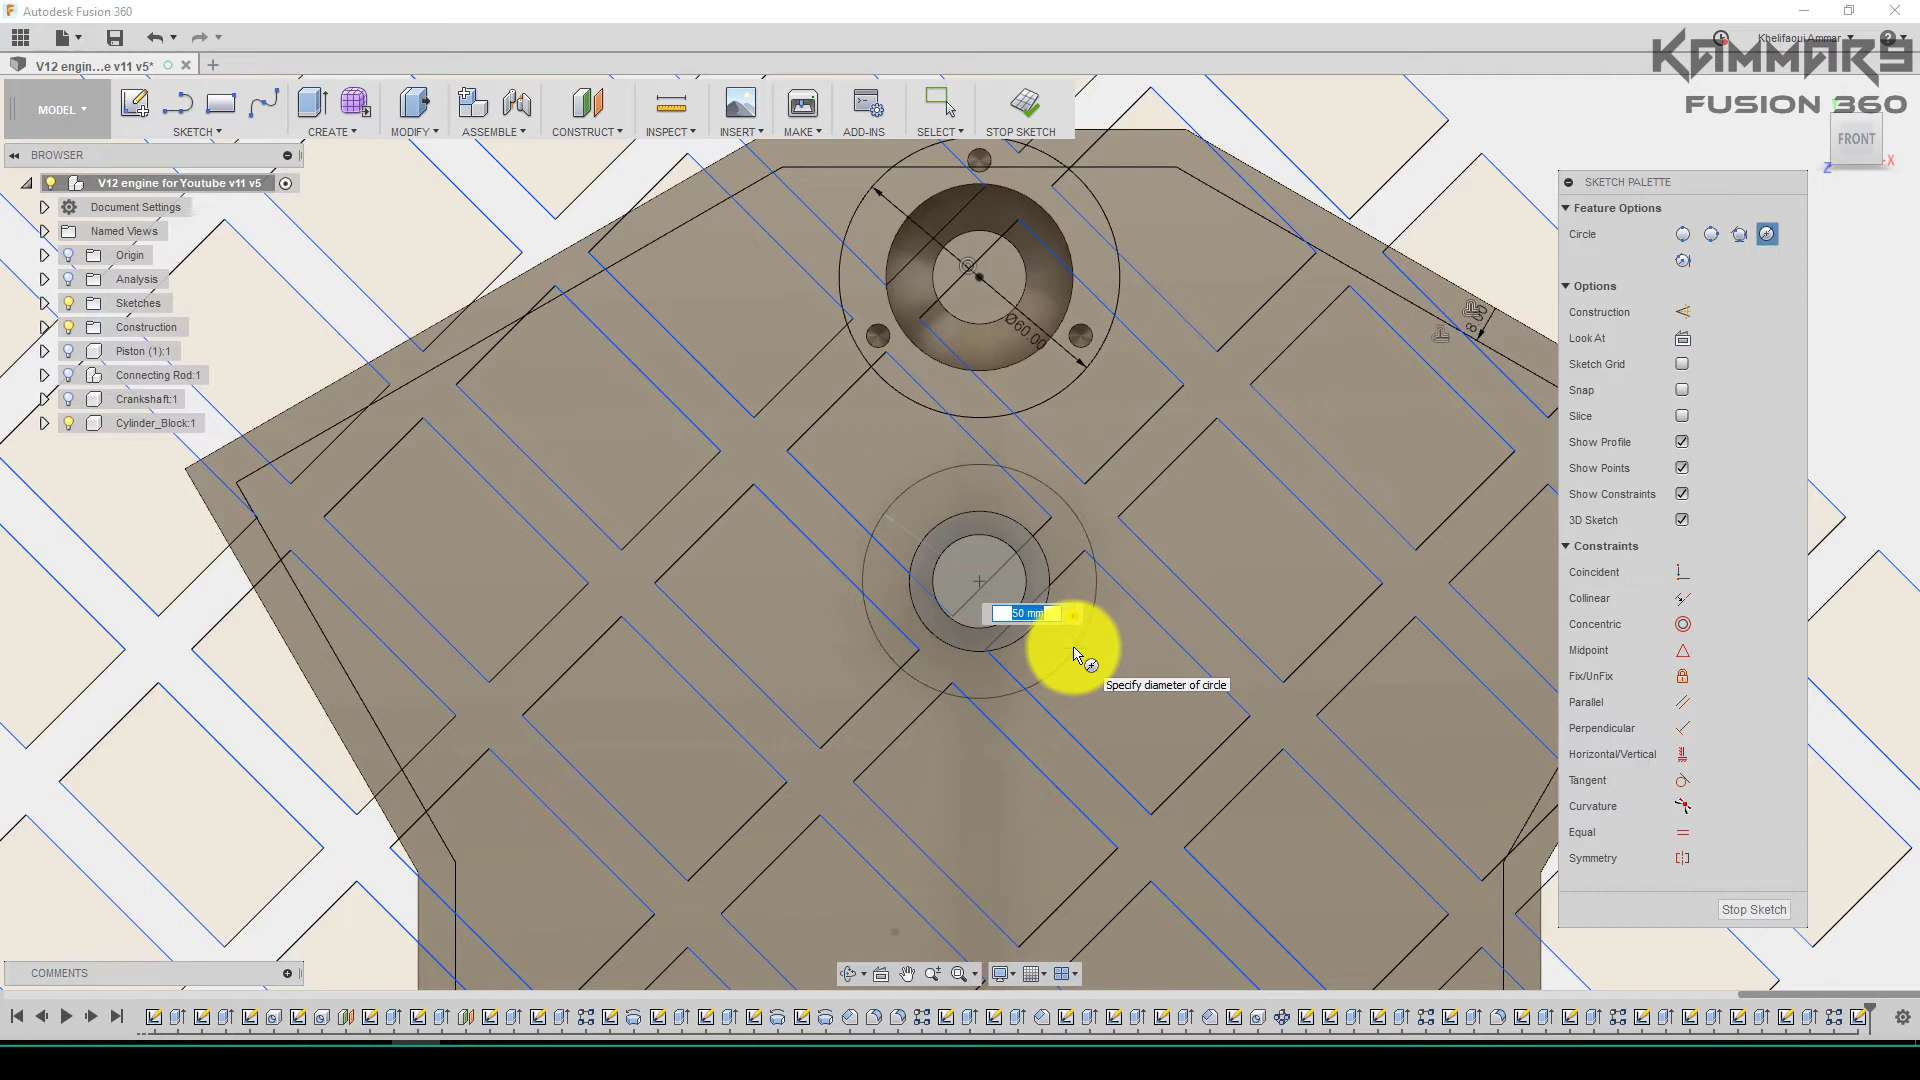 Autodesk Fusion 360
Khelifaoui Ammar
KAMMAR9
FUSION 360
V12 engin...e v11 v5*
MODEL
SKETCH
CREATE
MODIFY
ASSEMBLE
CONSTRUCT
INSPECT
INSERT
MAKE
ADD-INS
SELECT
STOP SKETCH
FRONT
Z
X
BROWSER
V12 engine for Youtube v11 v5
Document Settings
Named Views
Origin
Analysis
Sketches
Construction
Piston (1):1
Connecting Rod:1
Crankshaft:1
Cylinder_Block:1
Ø60.00
8.00
50 mm
Specify diameter of circle
SKETCH PALETTE
Feature Options
Circle
Options
Construction
Look At
Sketch Grid
Snap
Slice
Show Profile
Show Points
Show Constraints
3D Sketch
Constraints
Coincident
Collinear
Concentric
Midpoint
Fix/UnFix
Parallel
Perpendicular
Horizontal/Vertical
Tangent
Curvature
Equal
Symmetry
Stop Sketch
COMMENTS